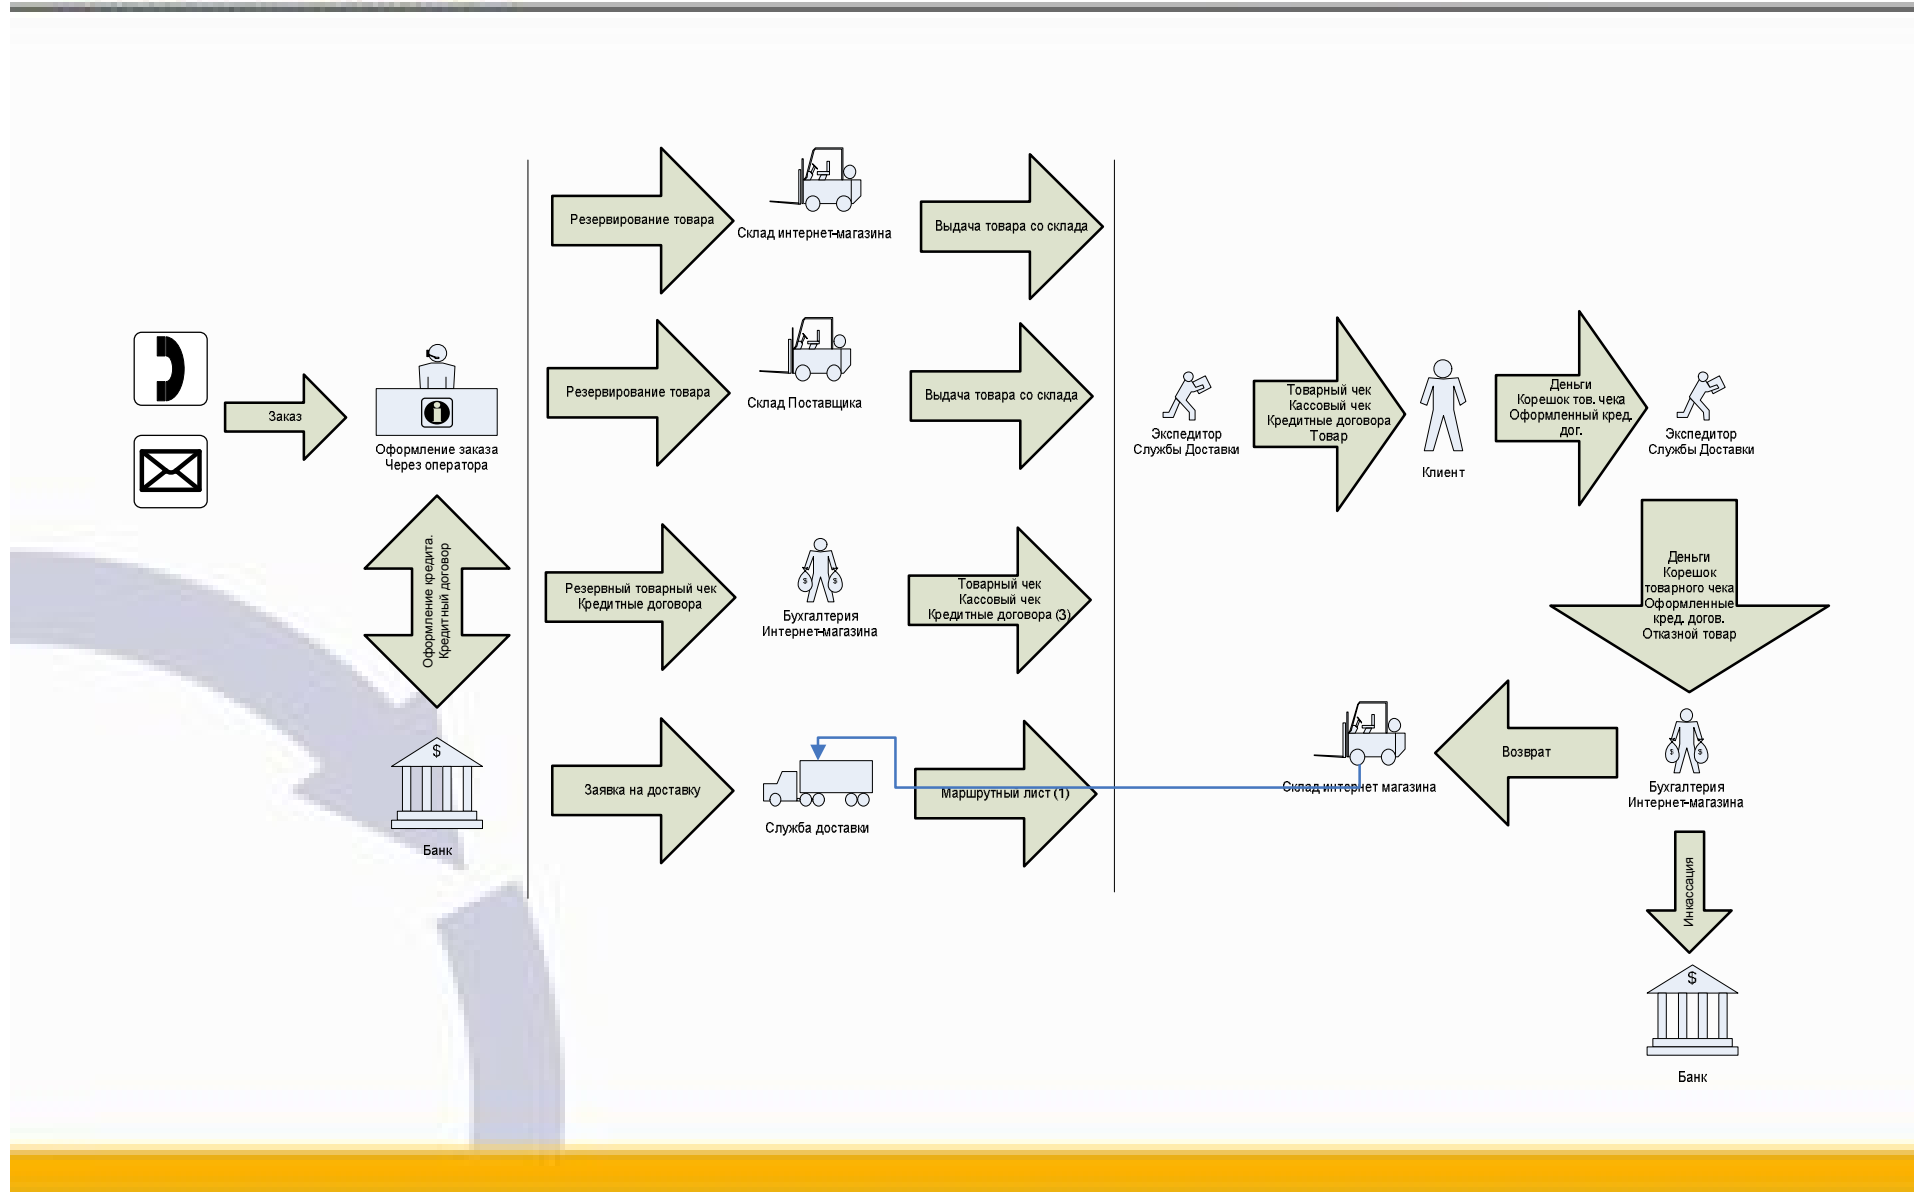 Заказ
Оформление заказа
Через оператора
Оформление кредита.
Кредитный договор
$
Банк
Резервирование товара
Склад интернет-магазина
Выдача товара со склада
Резервирование товара
Склад Поставщика
Выдача товара со склада
Резервный товарный чек
Кредитные договора
$ $
Бухгалтерия
Интернет-магазина
Товарный чек
Кассовый чек
Кредитные договора (3)
Заявка на доставку
Служба доставки
Маршрутный лист (1)
Экспедитор
Службы Доставки
Товарный чек
Кассовый чек
Кредитные договора
Товар
Клиент
Деньги
Корешок тов. чека
Оформленный кред.
дог.
Экспедитор
Службы Доставки
Деньги
Корешок
товарного чека
Оформленные
кред. догов.
Отказной товар
Склад интернет магазина
Возврат
$ $
Бухгалтерия
Интернет-магазина
Инкассация
$
Банк